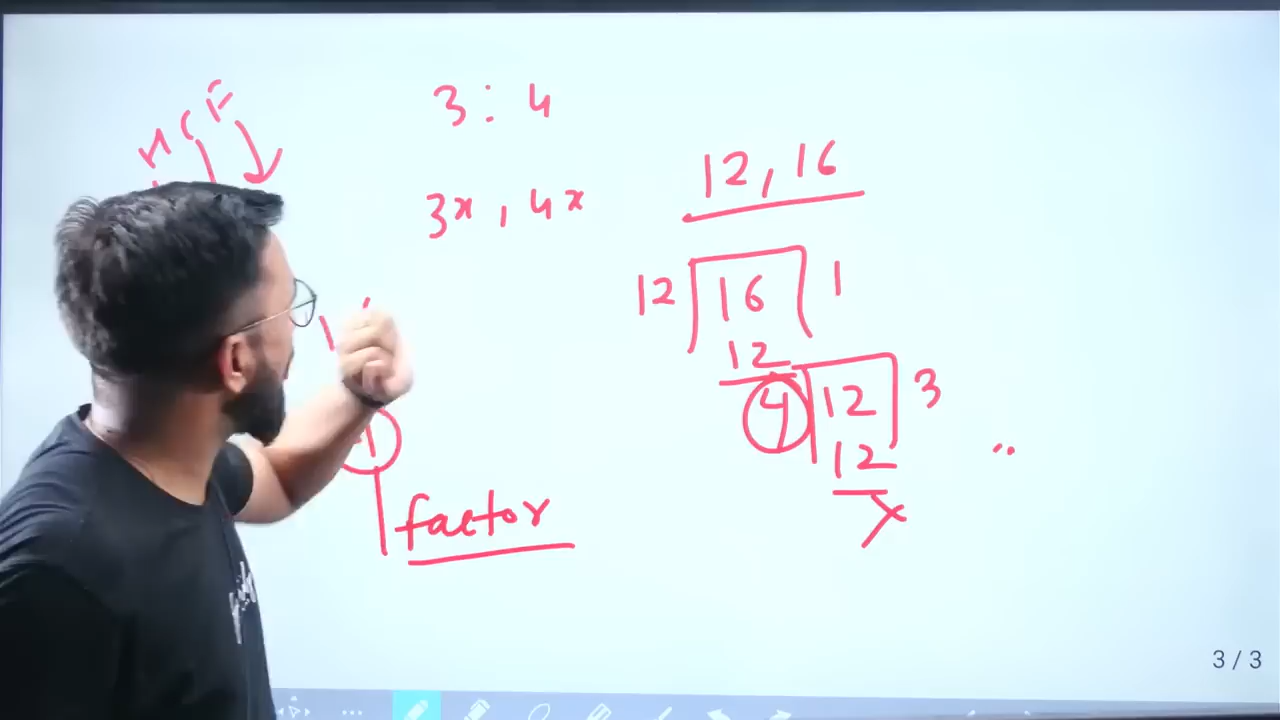 HCF
3 : 4
3x , 4x
12, 16
12 16 1
12
4 12 3
12
x
factor
3 / 3